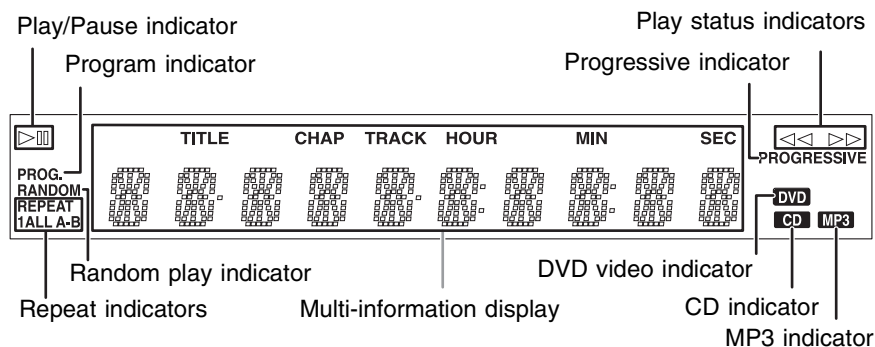 Play/Pause indicator
Play status indicators
Program indicator
Progressive indicator
TITLE CHAP TRACK HOUR MIN SEC
PROGRESSIVE
PROG.
RANDOM
REPEAT
1ALL A-B
DVD
CD MP3
Random play indicator
DVD video indicator
Repeat indicators
Multi-information display
CD indicator
MP3 indicator